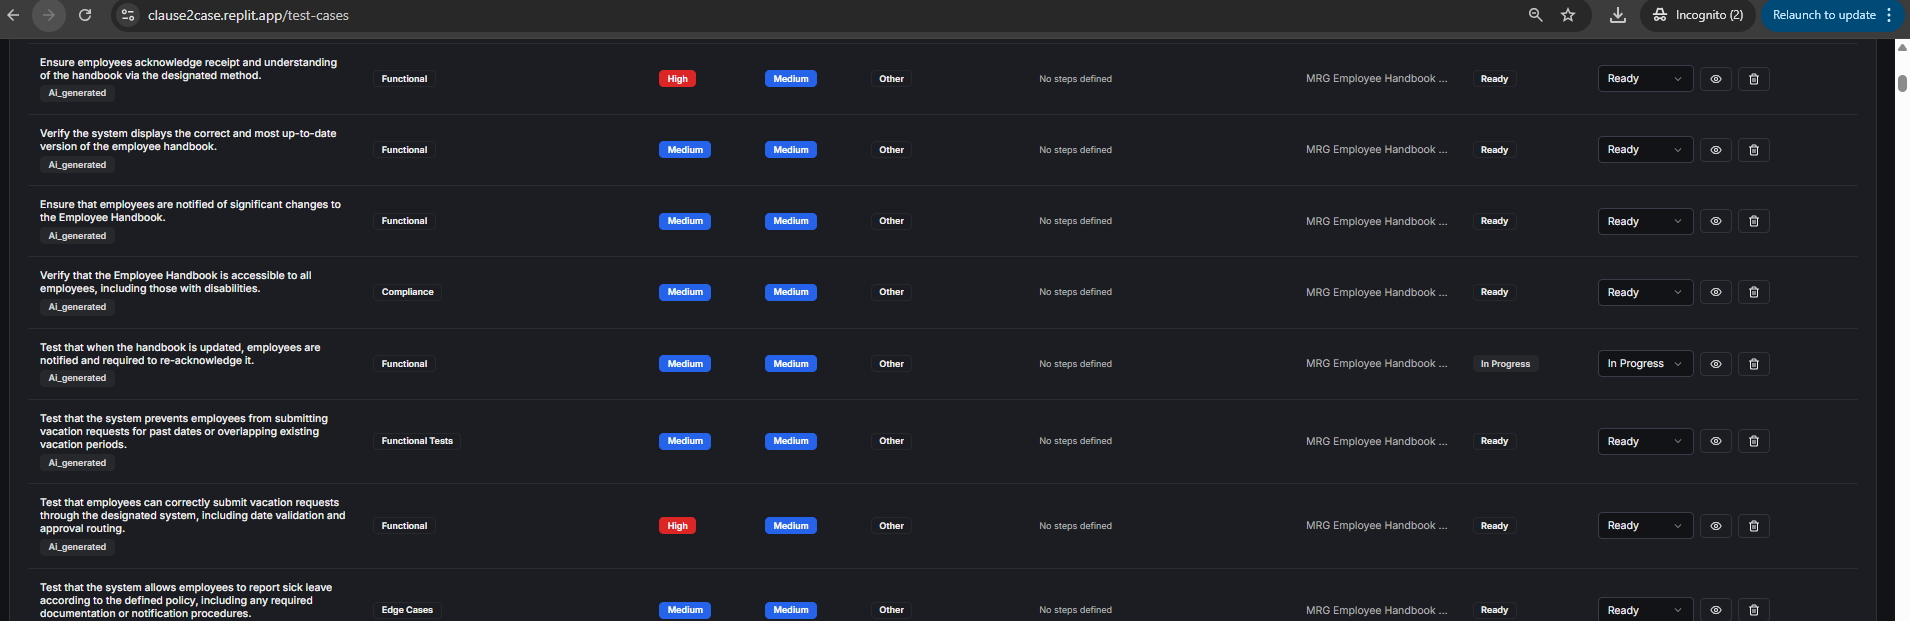 clause2case.replit.app/test-cases
Incognito (2)
Relaunch to update
Ensure employees acknowledge receipt and understanding
of the handbook via the designated method.
Ai_generated
Functional
High
Medium
Other
No steps defined
MRG Employee Handbook ...
Ready
Ready
Verify the system displays the correct and most up-to-date
version of the employee handbook.
Ai_generated
Functional
Medium
Medium
Other
No steps defined
MRG Employee Handbook ...
Ready
Ready
Ensure that employees are notified of significant changes to
the Employee Handbook.
Ai_generated
Functional
Medium
Medium
Other
No steps defined
MRG Employee Handbook ...
Ready
Ready
Verify that the Employee Handbook is accessible to all
employees, including those with disabilities.
Ai_generated
Compliance
Medium
Medium
Other
No steps defined
MRG Employee Handbook ...
Ready
Ready
Test that when the handbook is updated, employees are
notified and required to re-acknowledge it.
Ai_generated
Functional
Medium
Medium
Other
No steps defined
MRG Employee Handbook ...
In Progress
In Progress
Test that the system prevents employees from submitting
vacation requests for past dates or overlapping existing
vacation periods.
Ai_generated
Functional Tests
Medium
Medium
Other
No steps defined
MRG Employee Handbook ...
Ready
Ready
Test that employees can correctly submit vacation requests
through the designated system, including date validation and
approval routing.
Ai_generated
Functional
High
Medium
Other
No steps defined
MRG Employee Handbook ...
Ready
Ready
Test that the system allows employees to report sick leave
according to the defined policy, including any required
documentation or notification procedures.
Edge Cases
Medium
Medium
Other
No steps defined
MRG Employee Handbook ...
Ready
Ready